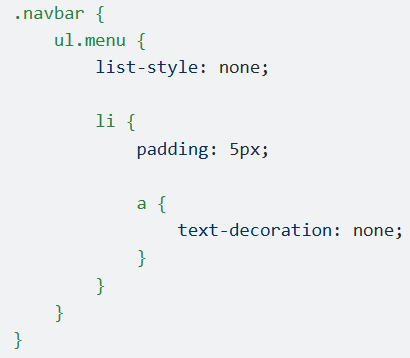 .navbar {
    ul.menu {
        list-style: none;

        li {
            padding: 5px;

            a {
                text-decoration: none;
            }
        }
    }
}